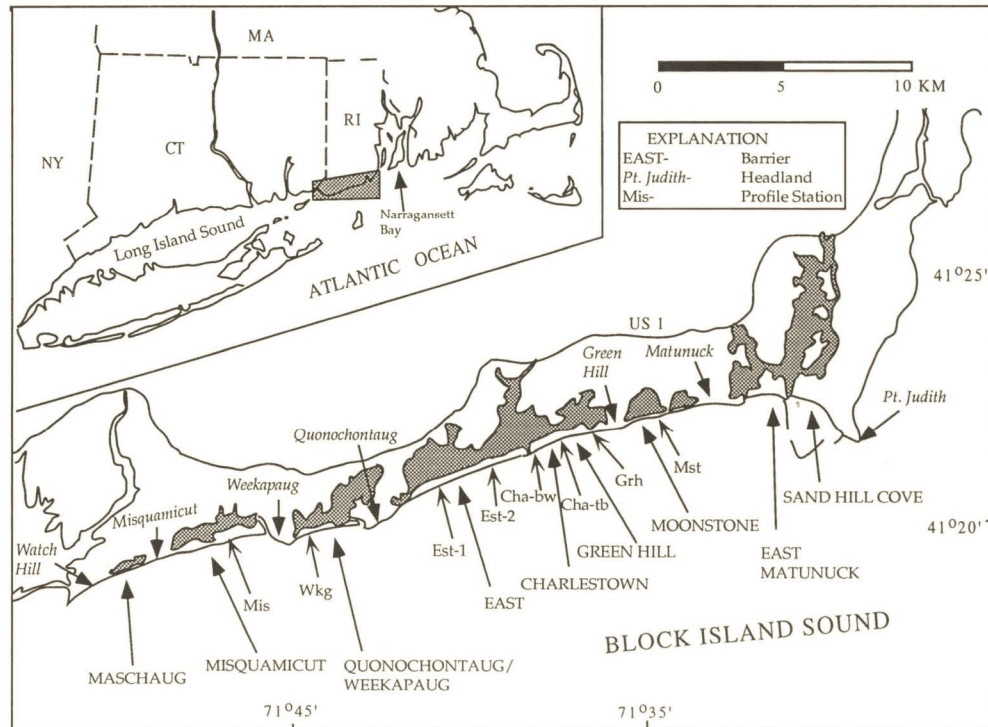 MA
NY
CT
RI
Narragansett
Bay
Long Island Sound
ATLANTIC OCEAN
0 5 10 KM
EXPLANATION
EAST- Barrier
Pt. Judith- Headland
Mis- Profile Station
41°25'
US 1
Green
Hill
Matunuck
Pt. Judith
Quonochontaug
Weekapaug
Misquamicut
Watch
Hill
Mst
Grh
Cha-bw
Cha-tb
Est-2
Est-1
Wkg
Mis
SAND HILL COVE
MOONSTONE
41°20'
EAST
MATUNUCK
GREEN HILL
CHARLESTOWN
EAST
QUONOCHONTAUG/
WEEKAPAUG
MISQUAMICUT
MASCHAUG
BLOCK ISLAND SOUND
71°45'
71°35'